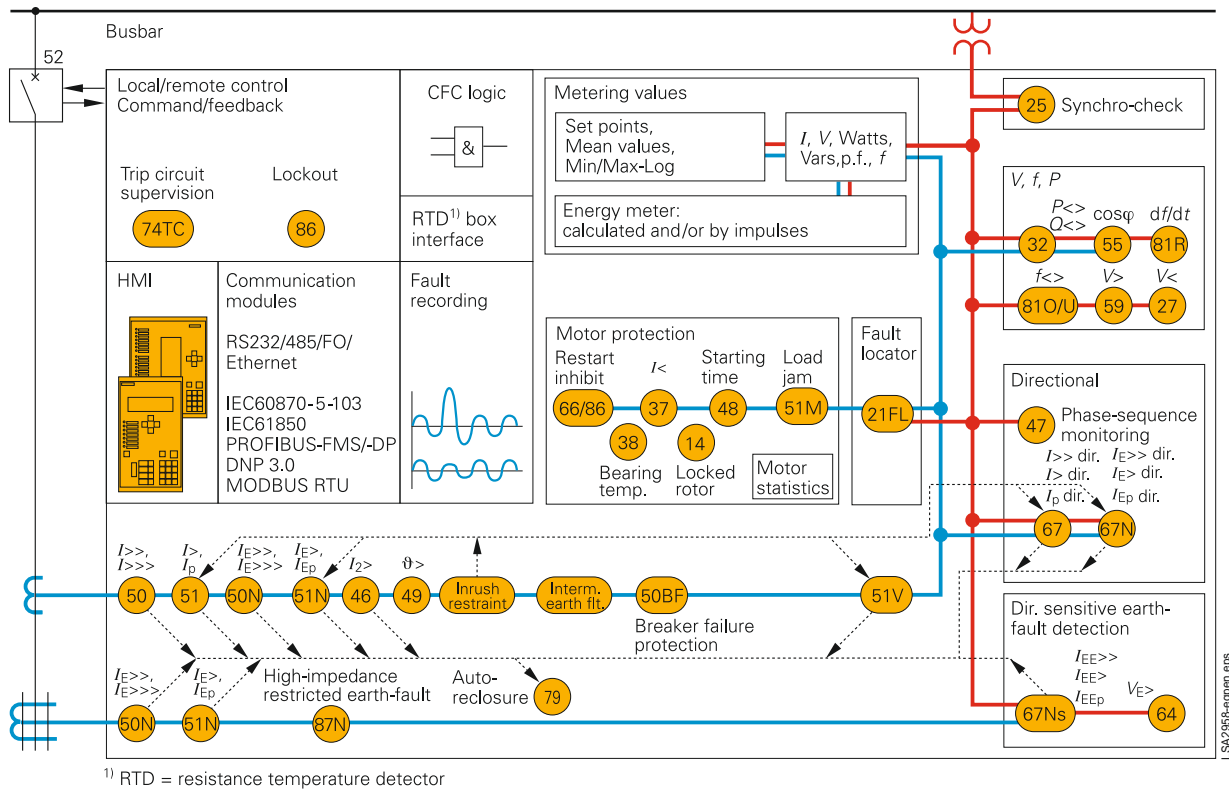 Busbar
52
Local/remote control
Command/feedback
Trip circuit
supervision
74TC
Lockout
86
CFC logic
&
RTD1) box
interface
HMI
Communication
modules
RS232/485/FO/
Ethernet
IEC60870-5-103
IEC61850
PROFIBUS-FMS/-DP
DNP 3.0
MODBUS RTU
Fault
recording
Metering values
Set points,
Mean values,
Min/Max-Log
I, V, Watts,
Vars,p.f., f
Energy meter:
calculated and/or by impulses
Motor protection
Restart
inhibit
66/86
I<
37
Starting
time
48
Load
jam
51M
38
Bearing
temp.
14
Locked
rotor
Motor
statistics
Fault
locator
21FL
25
Synchro-check
V, f, P
P<>
Q<>
32
cosφ
55
df/dt
81R
f<>
81O/U
V>
59
V<
27
Directional
47
Phase-sequence
monitoring
I>> dir.
I> dir.
Ip dir.
IE>> dir.
IE> dir.
IEp dir.
67
67N
I>>,
I>>>
50
I>,
Ip
51
IE>>,
IE>>>
50N
IE>,
IEp
51N
I2>
46
ϑ>
49
Inrush
restraint
Interm.
earth flt.
50BF
Breaker failure
protection
51V
Dir. sensitive earth-
fault detection
IEE>>
IEE>
IEEp
67Ns
VE>
64
IE>>,
IE>>>
50N
IE>,
IEp
51N
High-impedance
restricted earth-fault
87N
Auto-
reclosure
79
LSA2958-egpen.eps
1) RTD = resistance temperature detector